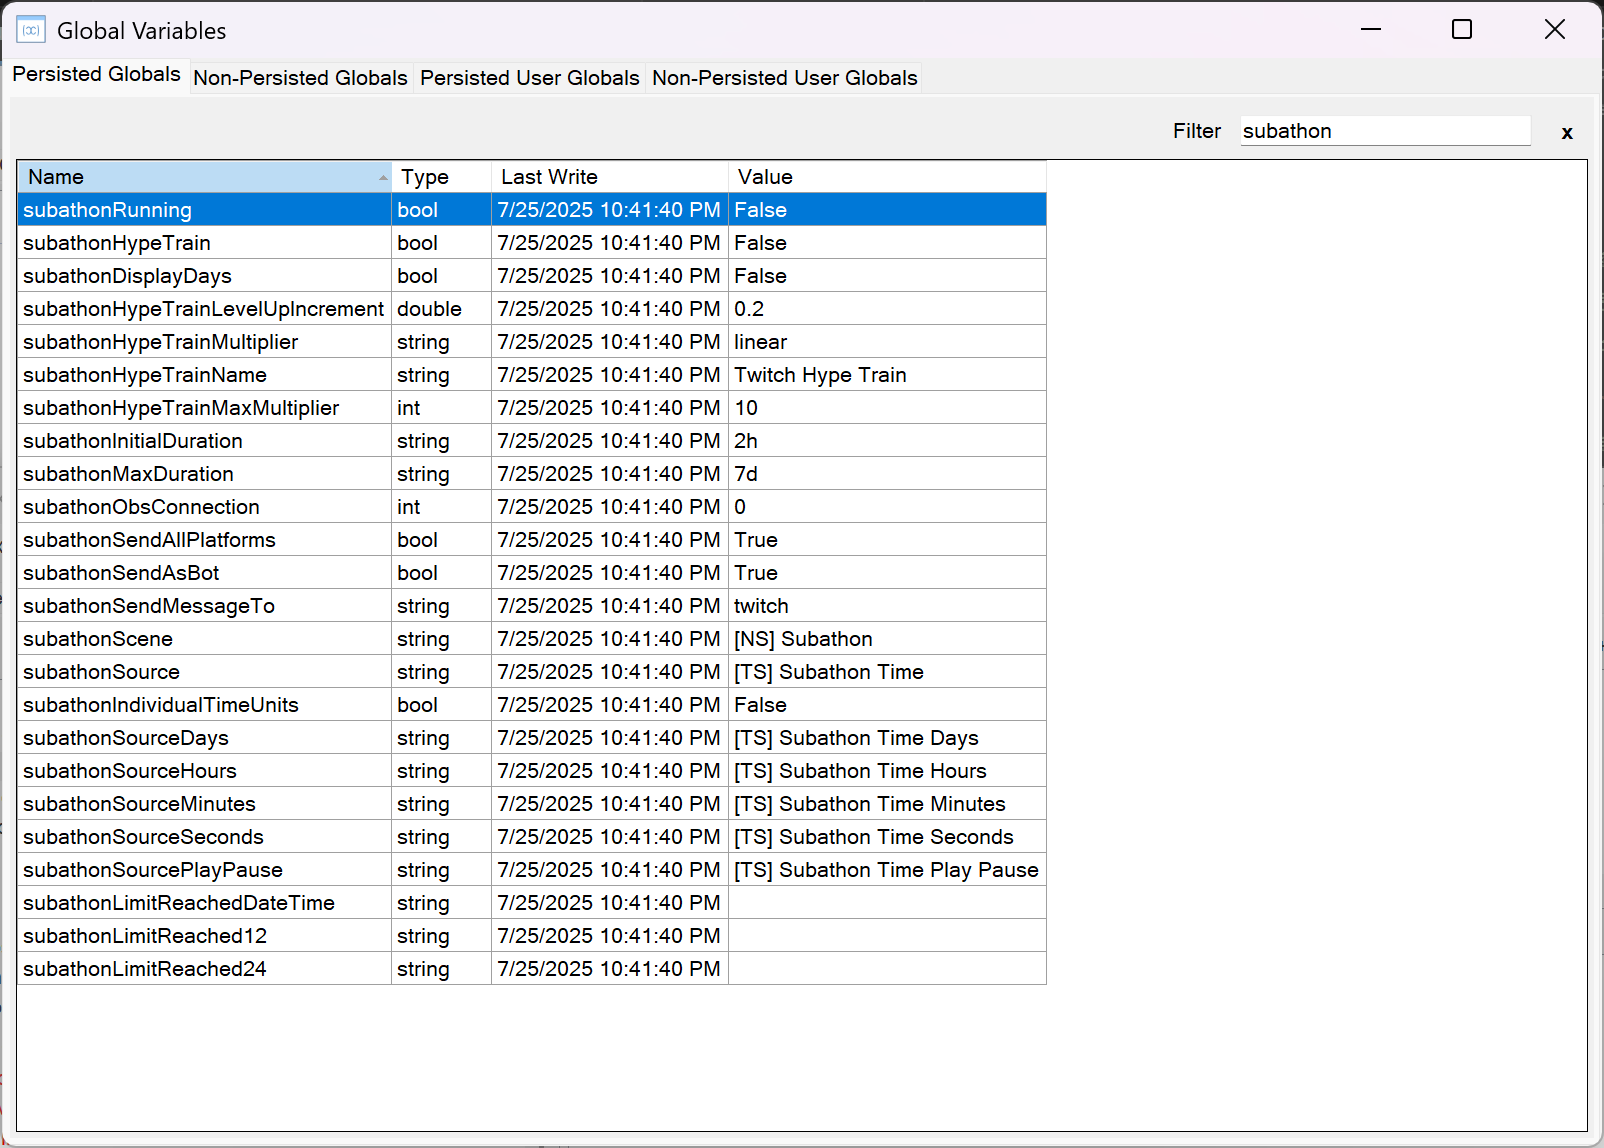 Global Variables
Persisted Globals Non-Persisted Globals Persisted User Globals Non-Persisted User Globals
Filter subathon x
Name Type Last Write Value
subathonRunning bool 7/25/2025 10:41:40 PM False
subathonHypeTrain bool 7/25/2025 10:41:40 PM False
subathonDisplayDays bool 7/25/2025 10:41:40 PM False
subathonHypeTrainLevelUpIncrement double 7/25/2025 10:41:40 PM 0.2
subathonHypeTrainMultiplier string 7/25/2025 10:41:40 PM linear
subathonHypeTrainName string 7/25/2025 10:41:40 PM Twitch Hype Train
subathonHypeTrainMaxMultiplier int 7/25/2025 10:41:40 PM 10
subathonInitialDuration string 7/25/2025 10:41:40 PM 2h
subathonMaxDuration string 7/25/2025 10:41:40 PM 7d
subathonObsConnection int 7/25/2025 10:41:40 PM 0
subathonSendAllPlatforms bool 7/25/2025 10:41:40 PM True
subathonSendAsBot bool 7/25/2025 10:41:40 PM True
subathonSendMessageTo string 7/25/2025 10:41:40 PM twitch
subathonScene string 7/25/2025 10:41:40 PM [NS] Subathon
subathonSource string 7/25/2025 10:41:40 PM [TS] Subathon Time
subathonIndividualTimeUnits bool 7/25/2025 10:41:40 PM False
subathonSourceDays string 7/25/2025 10:41:40 PM [TS] Subathon Time Days
subathonSourceHours string 7/25/2025 10:41:40 PM [TS] Subathon Time Hours
subathonSourceMinutes string 7/25/2025 10:41:40 PM [TS] Subathon Time Minutes
subathonSourceSeconds string 7/25/2025 10:41:40 PM [TS] Subathon Time Seconds
subathonSourcePlayPause string 7/25/2025 10:41:40 PM [TS] Subathon Time Play Pause
subathonLimitReachedDateTime string 7/25/2025 10:41:40 PM
subathonLimitReached12 string 7/25/2025 10:41:40 PM
subathonLimitReached24 string 7/25/2025 10:41:40 PM